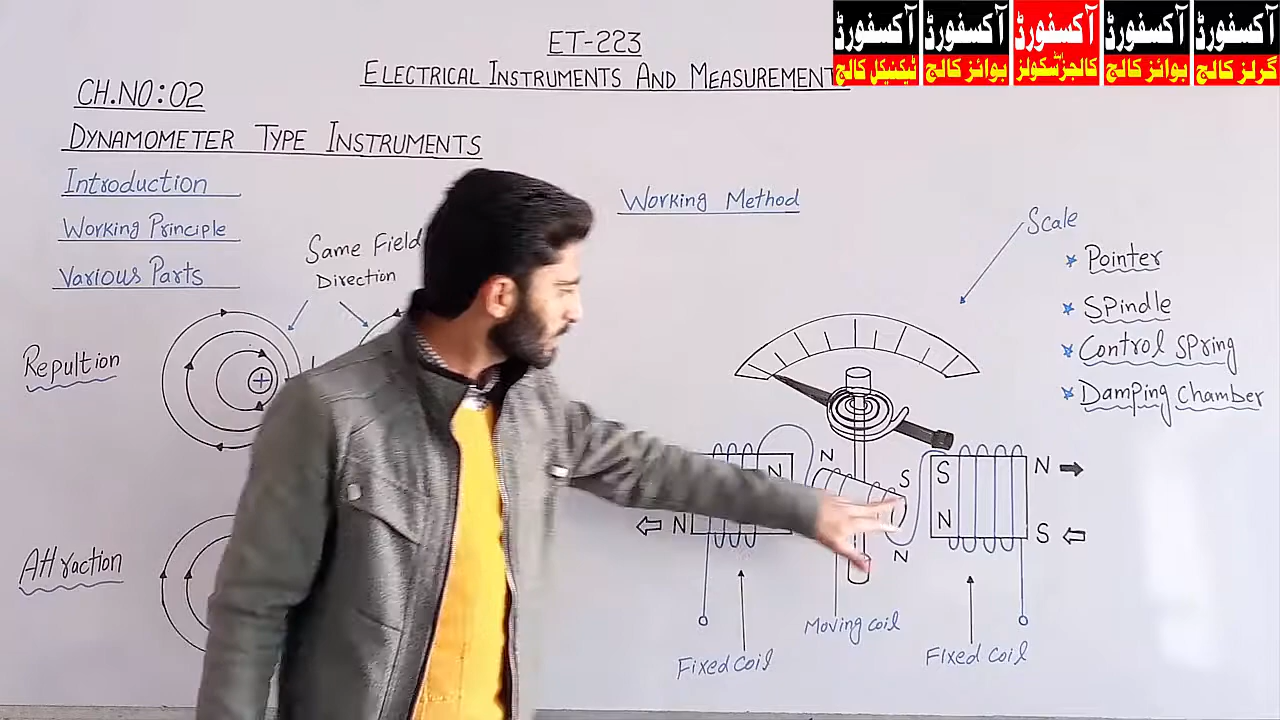 ET-223
ELECTRICAL INSTRUMENTS AND MEASUREMENT
آکسفورڈ
ٹیکنیکل کالج
آکسفورڈ
بوائز کالج
آکسفورڈ
اینڈ
کالجز سکولز
آکسفورڈ
بوائز کالج
آکسفورڈ
گرلز کالج
CH.NO:02
DYNAMOMETER TYPE INSTRUMENTS
Introduction
Working Principle
Various Parts
Same Field
Direction
Repultion
+
Attraction
Working Method
Scale
Pointer
SPindle
Control SPring
Damping Chamber
N
N
N
S
N
S
N
N
S
Moving coil
Fixed coil
FIxed coil